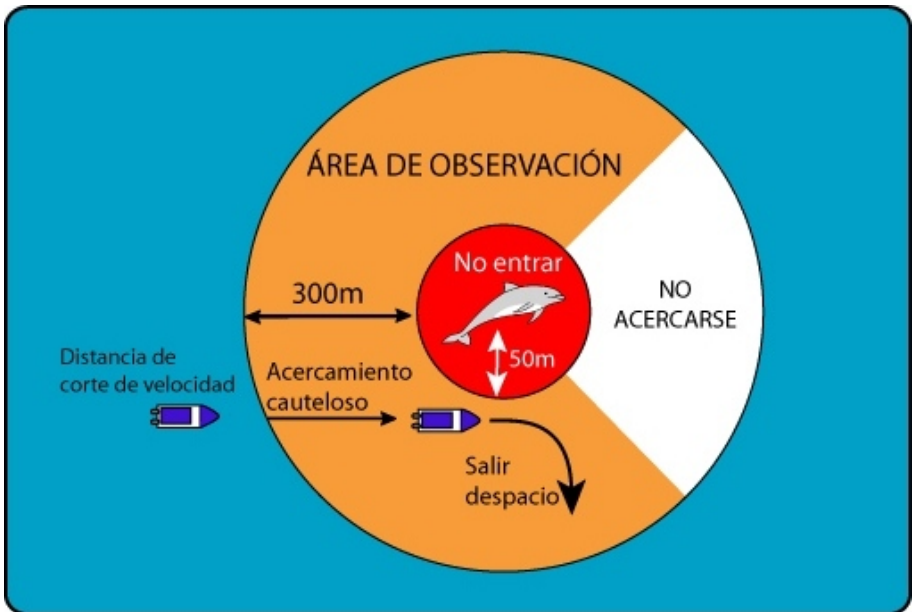 ÁREA DE OBSERVACIÓN
No entrar
300m
NO
ACERCARSE
50m
Distancia de
corte de velocidad
Acercamiento
cauteloso
Salir
despacio